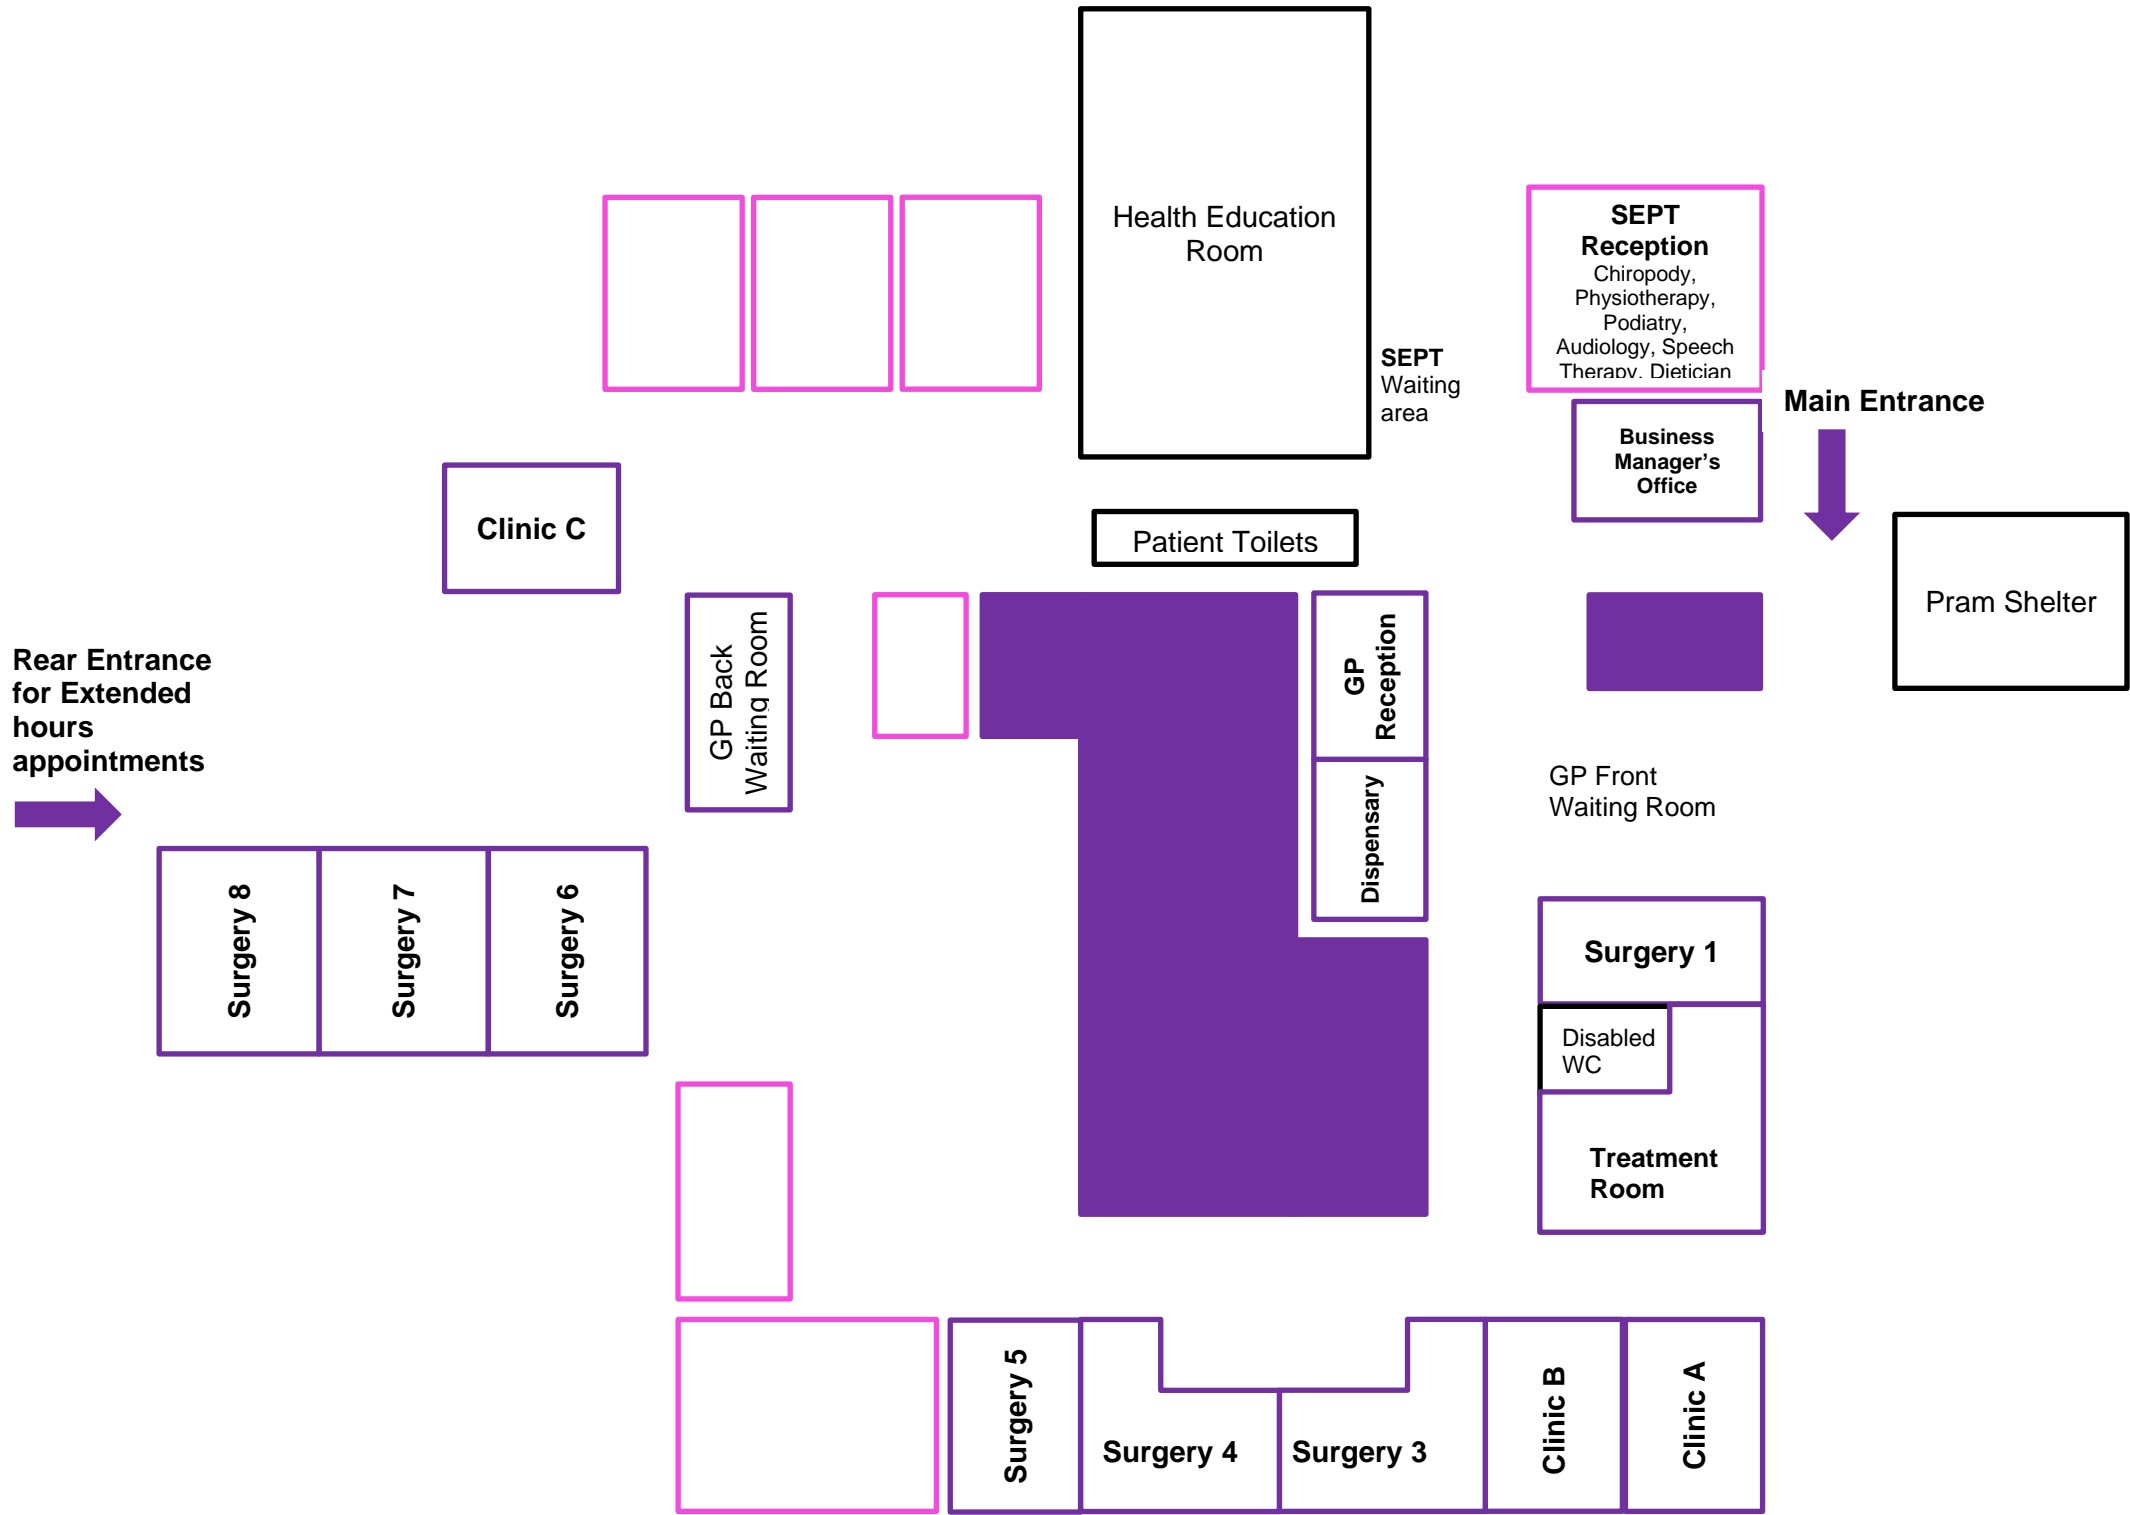 Health Education
Room
SEPT
Reception
Chiropody,
Physiotherapy,
Podiatry,
Audiology, Speech
Therapy, Dietician
SEPT
Waiting
area
Main Entrance
Business
Manager’s
Office
Clinic C
Patient Toilets
Pram Shelter
Rear Entrance
for Extended
hours
appointments
GP Back
Waiting Room
GP
Reception
Dispensary
GP Front
Waiting Room
Surgery 8
Surgery 7
Surgery 6
Surgery 1
Disabled
WC
Treatment
Room
Surgery 5
Surgery 4
Surgery 3
Clinic B
Clinic A